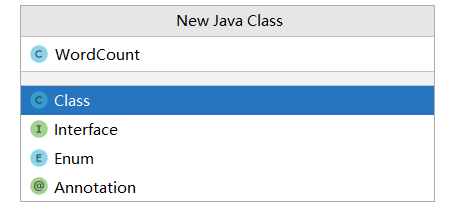 New Java Class
C WordCount
C Class
I Interface
E Enum
@ Annotation